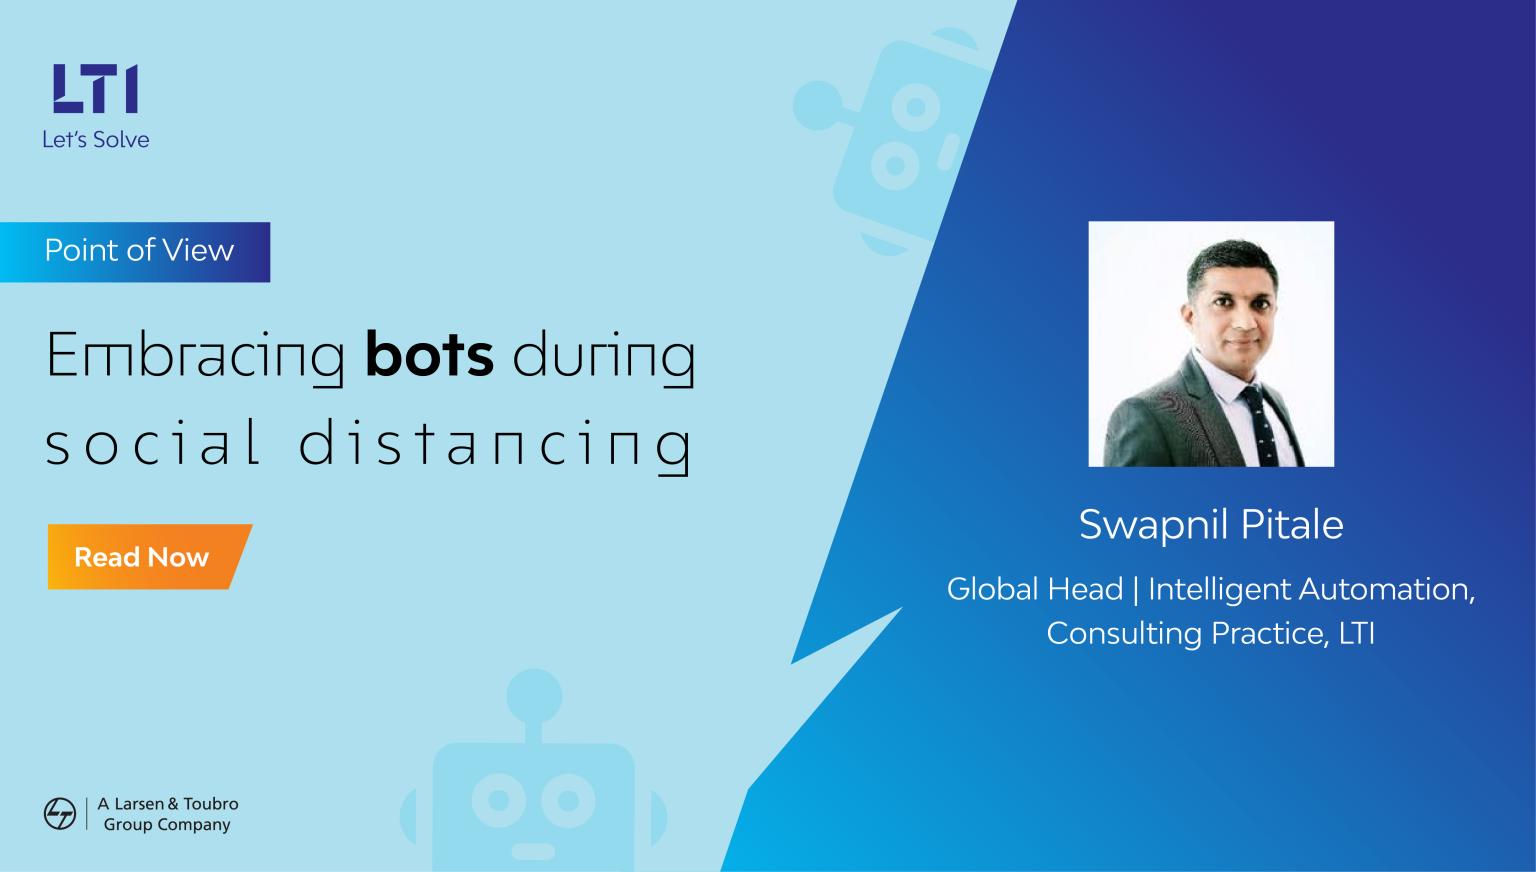 LTI
Let's Solve
Point of View
Embracing bots during
social distancing
Read Now
A Larsen & Toubro
Group Company
Swapnil Pitale
Global Head | Intelligent Automation,
Consulting Practice, LTI